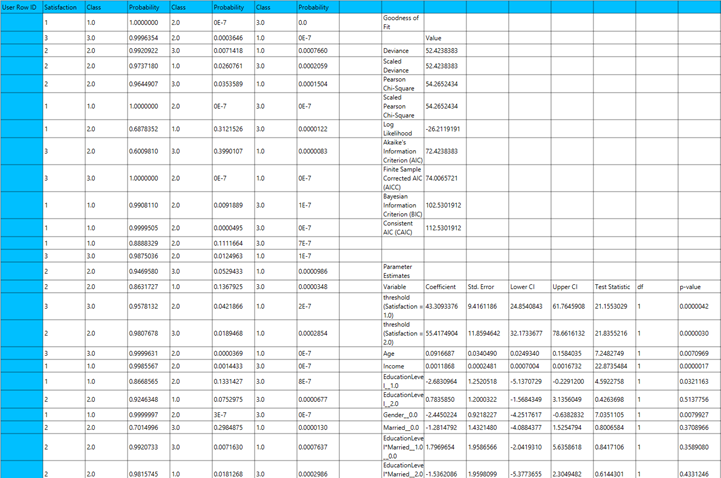 User Row ID Satisfaction Class Probability Class Probability Class Probability
1 1.0 1.0000000 2.0 0E-7 3.0 0.0 Goodness of Fit
3 3.0 0.9996354 2.0 0.0003646 1.0 0E-7 Value
2 2.0 0.9920922 3.0 0.0071418 1.0 0.0007660 Deviance 52.4238383
2 2.0 0.9737180 1.0 0.0260761 3.0 0.0002059 Scaled Deviance 52.4238383
2 2.0 0.9644907 3.0 0.0353589 1.0 0.0001504 Pearson Chi-Square 54.2652434
1 1.0 1.0000000 2.0 0E-7 3.0 0E-7 Scaled Pearson Chi-Square 54.2652434
1 2.0 0.6878352 1.0 0.3121526 3.0 0.0000122 Log Likelihood -26.2119191
3 2.0 0.6009810 3.0 0.3990107 1.0 0.0000083 Akaike's Information Criterion (AIC) 72.4238383
3 3.0 1.0000000 2.0 0E-7 1.0 0E-7 Finite Sample Corrected AIC (AICC) 74.0065721
1 1.0 0.9908110 2.0 0.0091889 3.0 1E-7 Bayesian Information Criterion (BIC) 102.5301912
1 1.0 0.9999505 2.0 0.0000495 3.0 0E-7 Consistent AIC (CAIC) 112.5301912
1 1.0 0.8888329 2.0 0.1111664 3.0 7E-7
3 3.0 0.9875036 2.0 0.0124963 1.0 1E-7
2 2.0 0.9469580 3.0 0.0529433 1.0 0.0000986 Parameter Estimates
2 2.0 0.8631727 1.0 0.1367925 3.0 0.0000348 Variable Coefficient Std. Error Lower CI Upper CI Test Statistic df p-value
3 3.0 0.9578132 2.0 0.0421866 1.0 2E-7 threshold (Satisfaction = 1.0) 43.3093376 9.4161186 24.8540843 61.7645908 21.1553029 1 0.0000042
2 2.0 0.9807678 3.0 0.0189468 1.0 0.0002854 threshold (Satisfaction = 2.0) 55.4174904 11.8594642 32.1733677 78.6616132 21.8355216 1 0.0000030
3 3.0 0.9999631 2.0 0.0000369 1.0 0E-7 Age 0.0916687 0.0340490 0.0249340 0.1584035 7.2482749 1 0.0070969
1 1.0 0.9985567 2.0 0.0014433 3.0 0E-7 Income 0.0011868 0.0002481 0.0007004 0.0016732 22.8735484 1 0.0000017
1 1.0 0.8668565 2.0 0.1331427 3.0 8E-7 EducationLevel__1.0 -2.6830964 1.2520518 -5.1370729 -0.2291200 4.5922758 1 0.0321163
2 2.0 0.9246348 1.0 0.0752975 3.0 0.0000677 EducationLevel__2.0 0.7835850 1.2000322 -1.5684349 3.1356049 0.4263698 1 0.5137756
1 1.0 0.9999997 2.0 3E-7 3.0 0E-7 Gender__0.0 -2.4450224 0.9218227 -4.2517617 -0.6382832 7.0351105 1 0.0079927
2 2.0 0.7014996 3.0 0.2984875 1.0 0.0000130 Married__0.0 -1.2814792 1.4321480 -4.0884377 1.5254794 0.8006584 1 0.3708966
2 2.0 0.9920733 3.0 0.0071630 1.0 0.0007637 EducationLevel*Married__1.0__0.0 1.7969654 1.9586566 -2.0419310 5.6358618 0.8417106 1 0.3589080
2 2.0 0.9815745 1.0 0.0181268 3.0 0.0002986 EducationLevel*Married__2.0 -1.5362086 1.9598099 -5.3773655 2.3049482 0.6144301 1 0.4331246